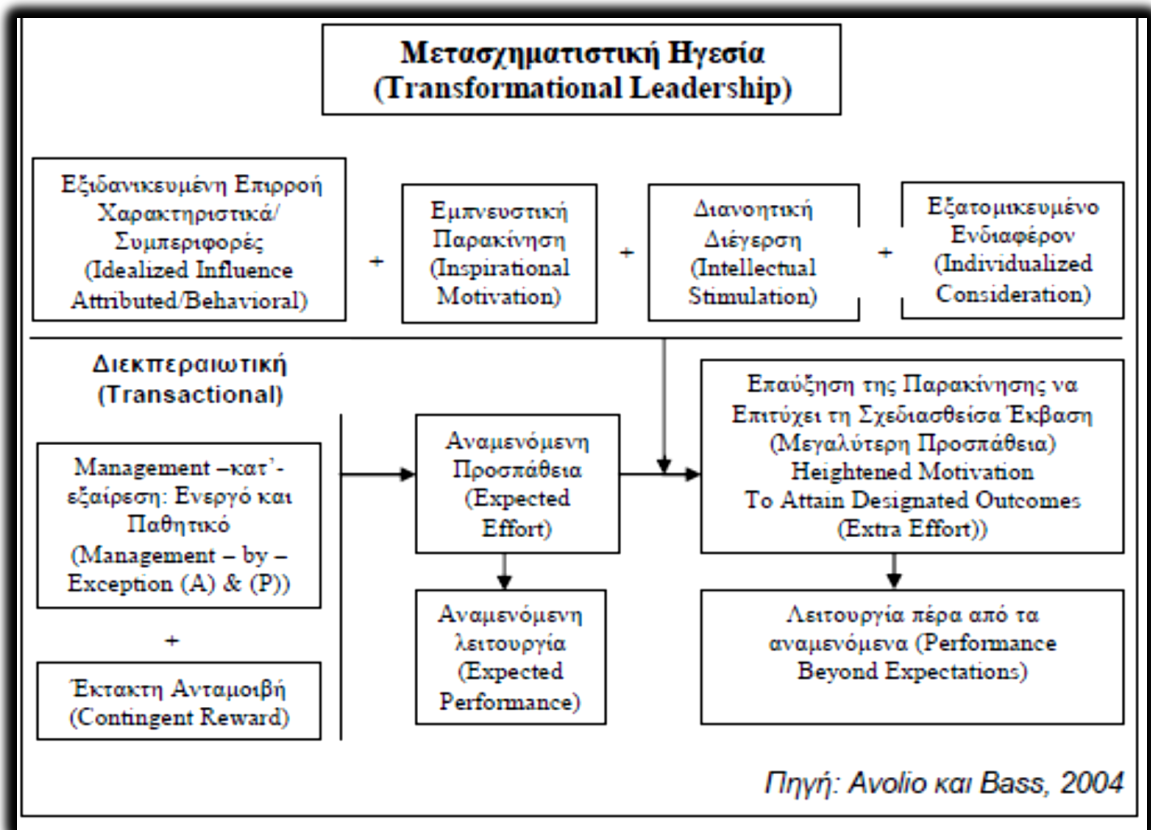 Μετασχηματιστική Ηγεσία
(Transformational Leadership)
Εξιδανικευμένη Επιρροή
Χαρακτηριστικά/
Συμπεριφορές
(Idealized Influence
Attributed/Behavioral)
+
Εμπνευστική
Παρακίνηση
(Inspirational
Motivation)
+
Διανοητική
Διέγερση
(Intellectual
Stimulation)
+
Εξατομικευμένο
Ενδιαφέρον
(Individualized
Consideration)
Διεκπεραιωτική
(Transactional)
Management –κατ’-
εξαίρεση: Ενεργό και
Παθητικό
(Management – by –
Exception (A) & (P))
+
Έκτακτη Ανταμοιβή
(Contingent Reward)
Αναμενόμενη
Προσπάθεια
(Expected
Effort)
Αναμενόμενη
λειτουργία
(Expected
Performance)
Επαύξηση της Παρακίνησης να
Επιτύχει τη Σχεδιασθείσα Έκβαση
(Μεγαλύτερη Προσπάθεια)
Heightened Motivation
To Attain Designated Outcomes
(Extra Effort))
Λειτουργία πέρα από τα
αναμενόμενα (Performance
Beyond Expectations)
Πηγή: Avolio και Bass, 2004